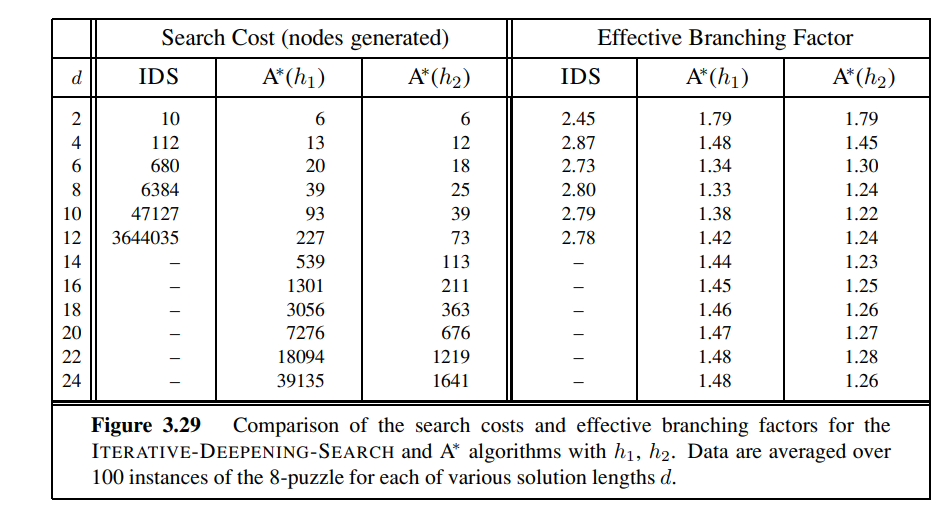 Search Cost (nodes generated) Effective Branching Factor
d IDS A*(h1) A*(h2) IDS A*(h1) A*(h2)
2 10 6 6 2.45 1.79 1.79
4 112 13 12 2.87 1.48 1.45
6 680 20 18 2.73 1.34 1.30
8 6384 39 25 2.80 1.33 1.24
10 47127 93 39 2.79 1.38 1.22
12 3644035 227 73 2.78 1.42 1.24
14 – 539 113 – 1.44 1.23
16 – 1301 211 – 1.45 1.25
18 – 3056 363 – 1.46 1.26
20 – 7276 676 – 1.47 1.27
22 – 18094 1219 – 1.48 1.28
24 – 39135 1641 – 1.48 1.26
Figure 3.29 Comparison of the search costs and effective branching factors for the
ITERATIVE-DEEPENING-SEARCH and A* algorithms with h1, h2. Data are averaged over
100 instances of the 8-puzzle for each of various solution lengths d.